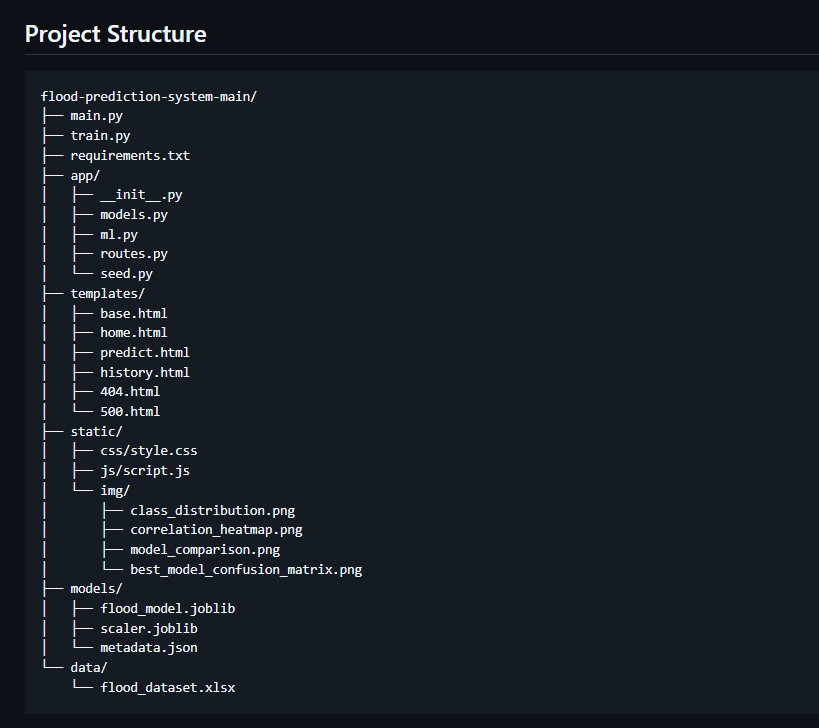 Project Structure
flood-prediction-system-main/
├── main.py
├── train.py
├── requirements.txt
├── app/
│   ├── __init__.py
│   ├── models.py
│   ├── ml.py
│   ├── routes.py
│   └── seed.py
├── templates/
│   ├── base.html
│   ├── home.html
│   ├── predict.html
│   ├── history.html
│   ├── 404.html
│   └── 500.html
├── static/
│   ├── css/style.css
│   ├── js/script.js
│   └── img/
│       ├── class_distribution.png
│       ├── correlation_heatmap.png
│       ├── model_comparison.png
│       └── best_model_confusion_matrix.png
├── models/
│   ├── flood_model.joblib
│   ├── scaler.joblib
│   └── metadata.json
└── data/
    └── flood_dataset.xlsx